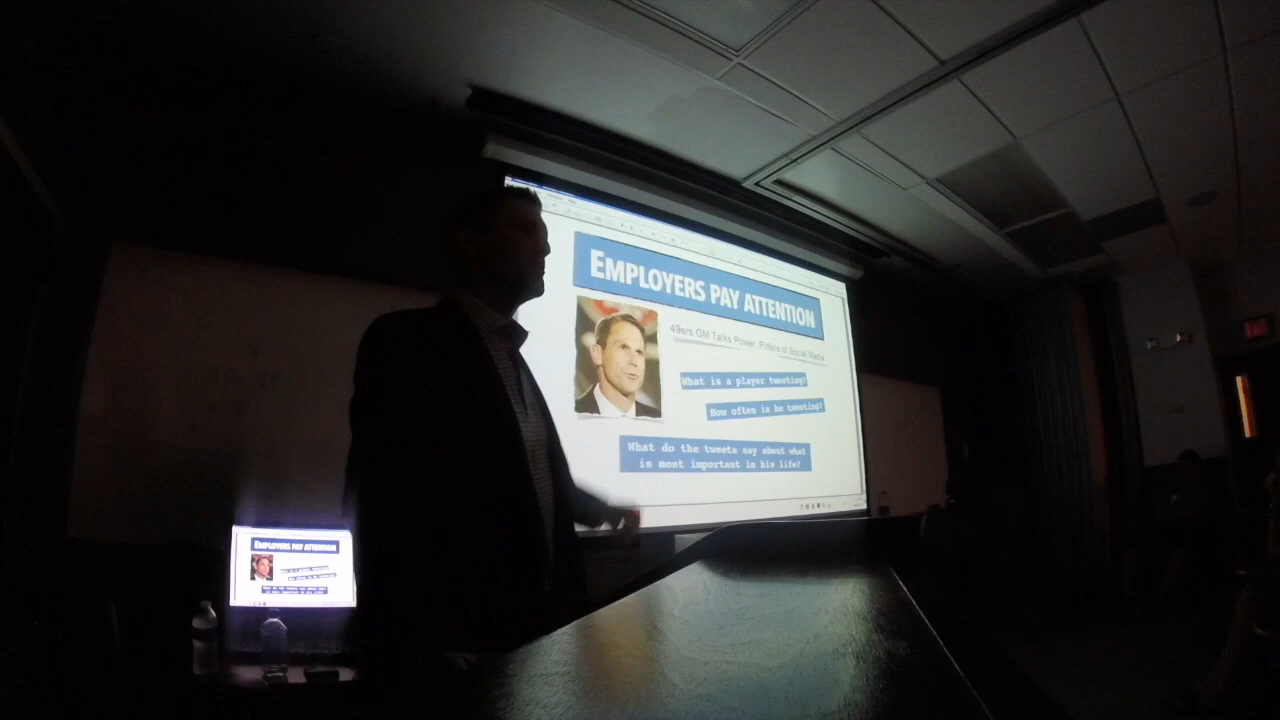 EMPLOYERS PAY ATTENTION
49ers GM Talks Power, Pitfalls of Social Media
What is a player tweeting?
How often is he tweeting?
What do the tweets say about what
is most important in his life?
EMPLOYERS PAY ATTENTION